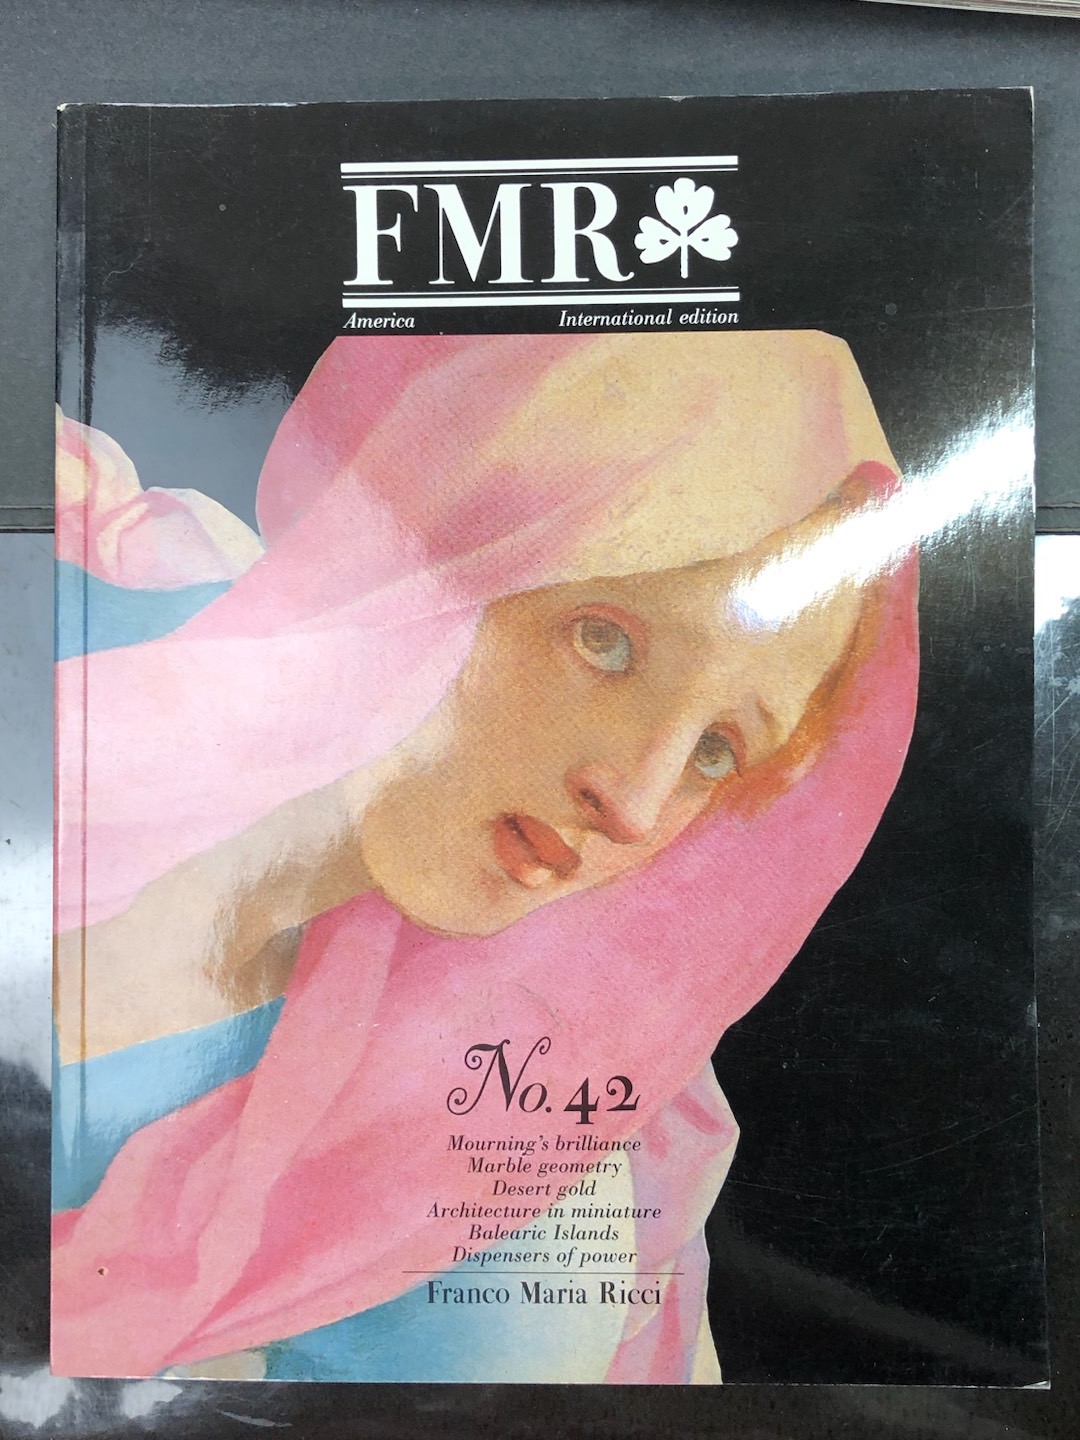 FMR
America International edition
No. 42
Mourning's brilliance
Marble geometry
Desert gold
Architecture in miniature
Balearic Islands
Dispensers of power
Franco Maria Ricci